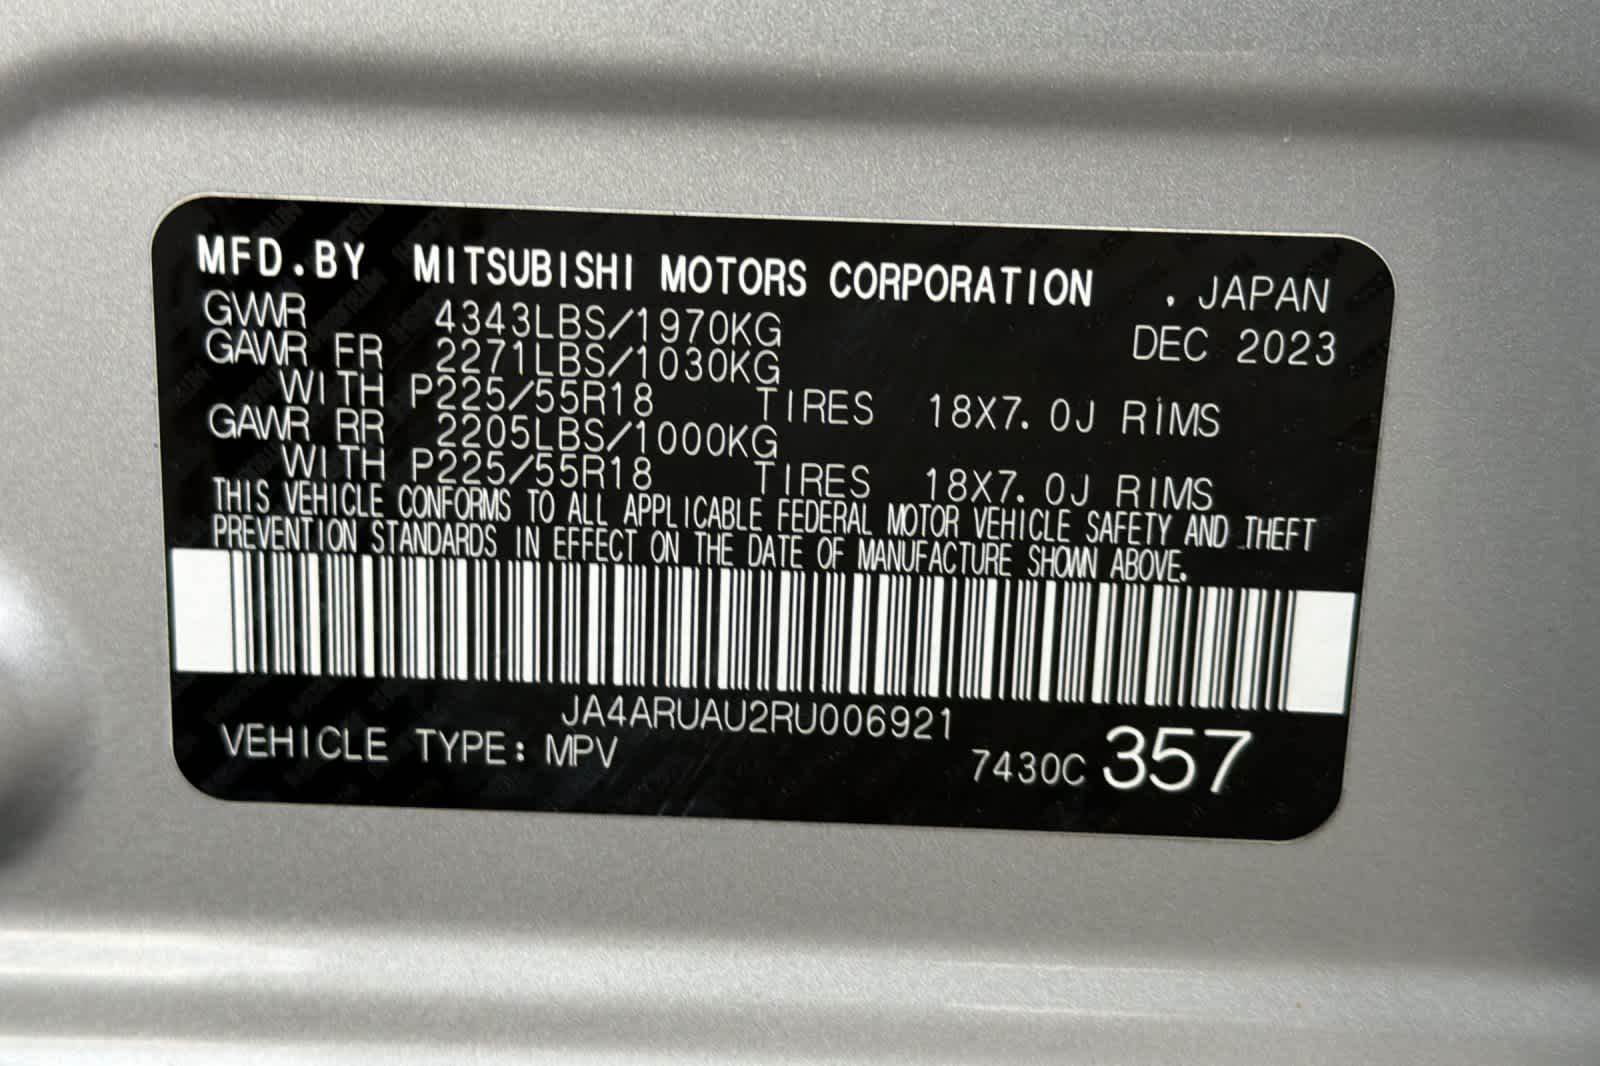 MFD.BY MITSUBISHI MOTORS CORPORATION . JAPAN
GVWR 4343LBS/1970KG DEC 2023
GAWR FR 2271LBS/1030KG
WITH P225/55R18 TIRES 18X7.0J RIMS
GAWR RR 2205LBS/1000KG
WITH P225/55R18 TIRES 18X7.0J RIMS
THIS VEHICLE CONFORMS TO ALL APPLICABLE FEDERAL MOTOR VEHICLE SAFETY AND THEFT
PREVENTION STANDARDS IN EFFECT ON THE DATE OF MANUFACTURE SHOWN ABOVE.
JA4ARUAU2RU006921
VEHICLE TYPE: MPV 7430C 357